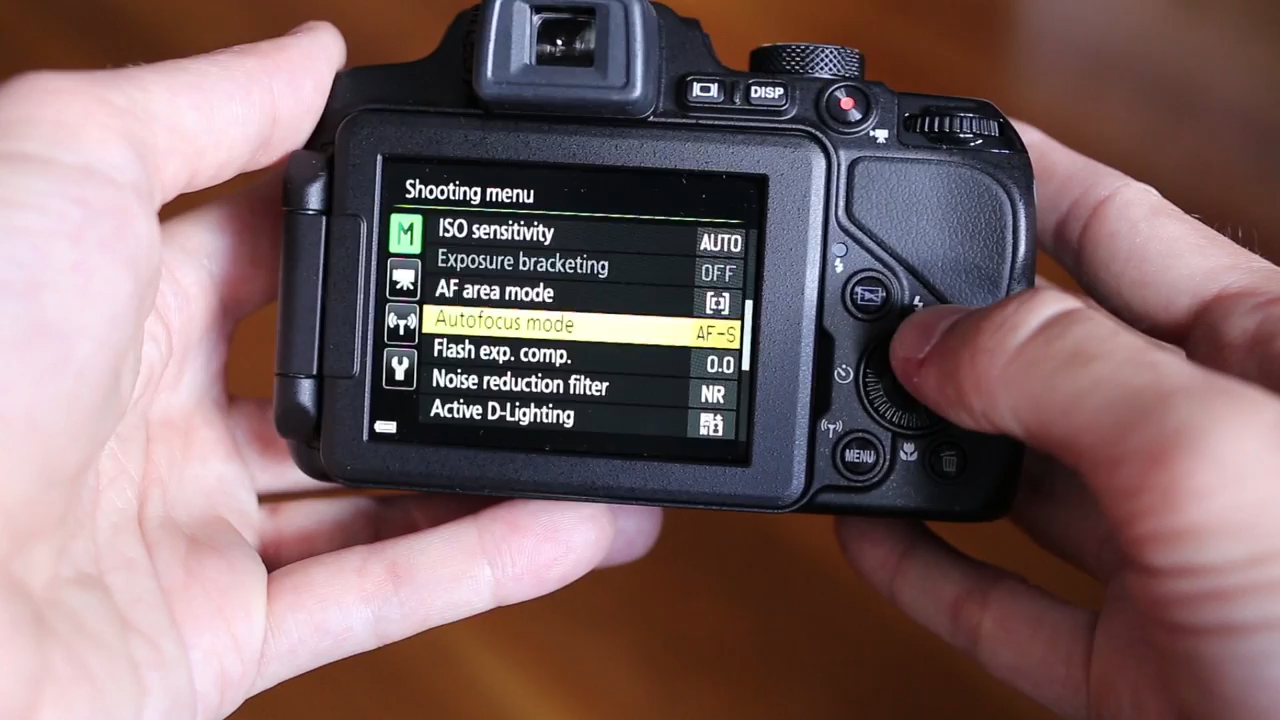 DISP
Shooting menu
M
ISO sensitivity AUTO
Exposure bracketing OFF
AF area mode
Autofocus mode AF-S
Flash exp. comp. 0.0
Noise reduction filter NR
Active D-Lighting
MENU